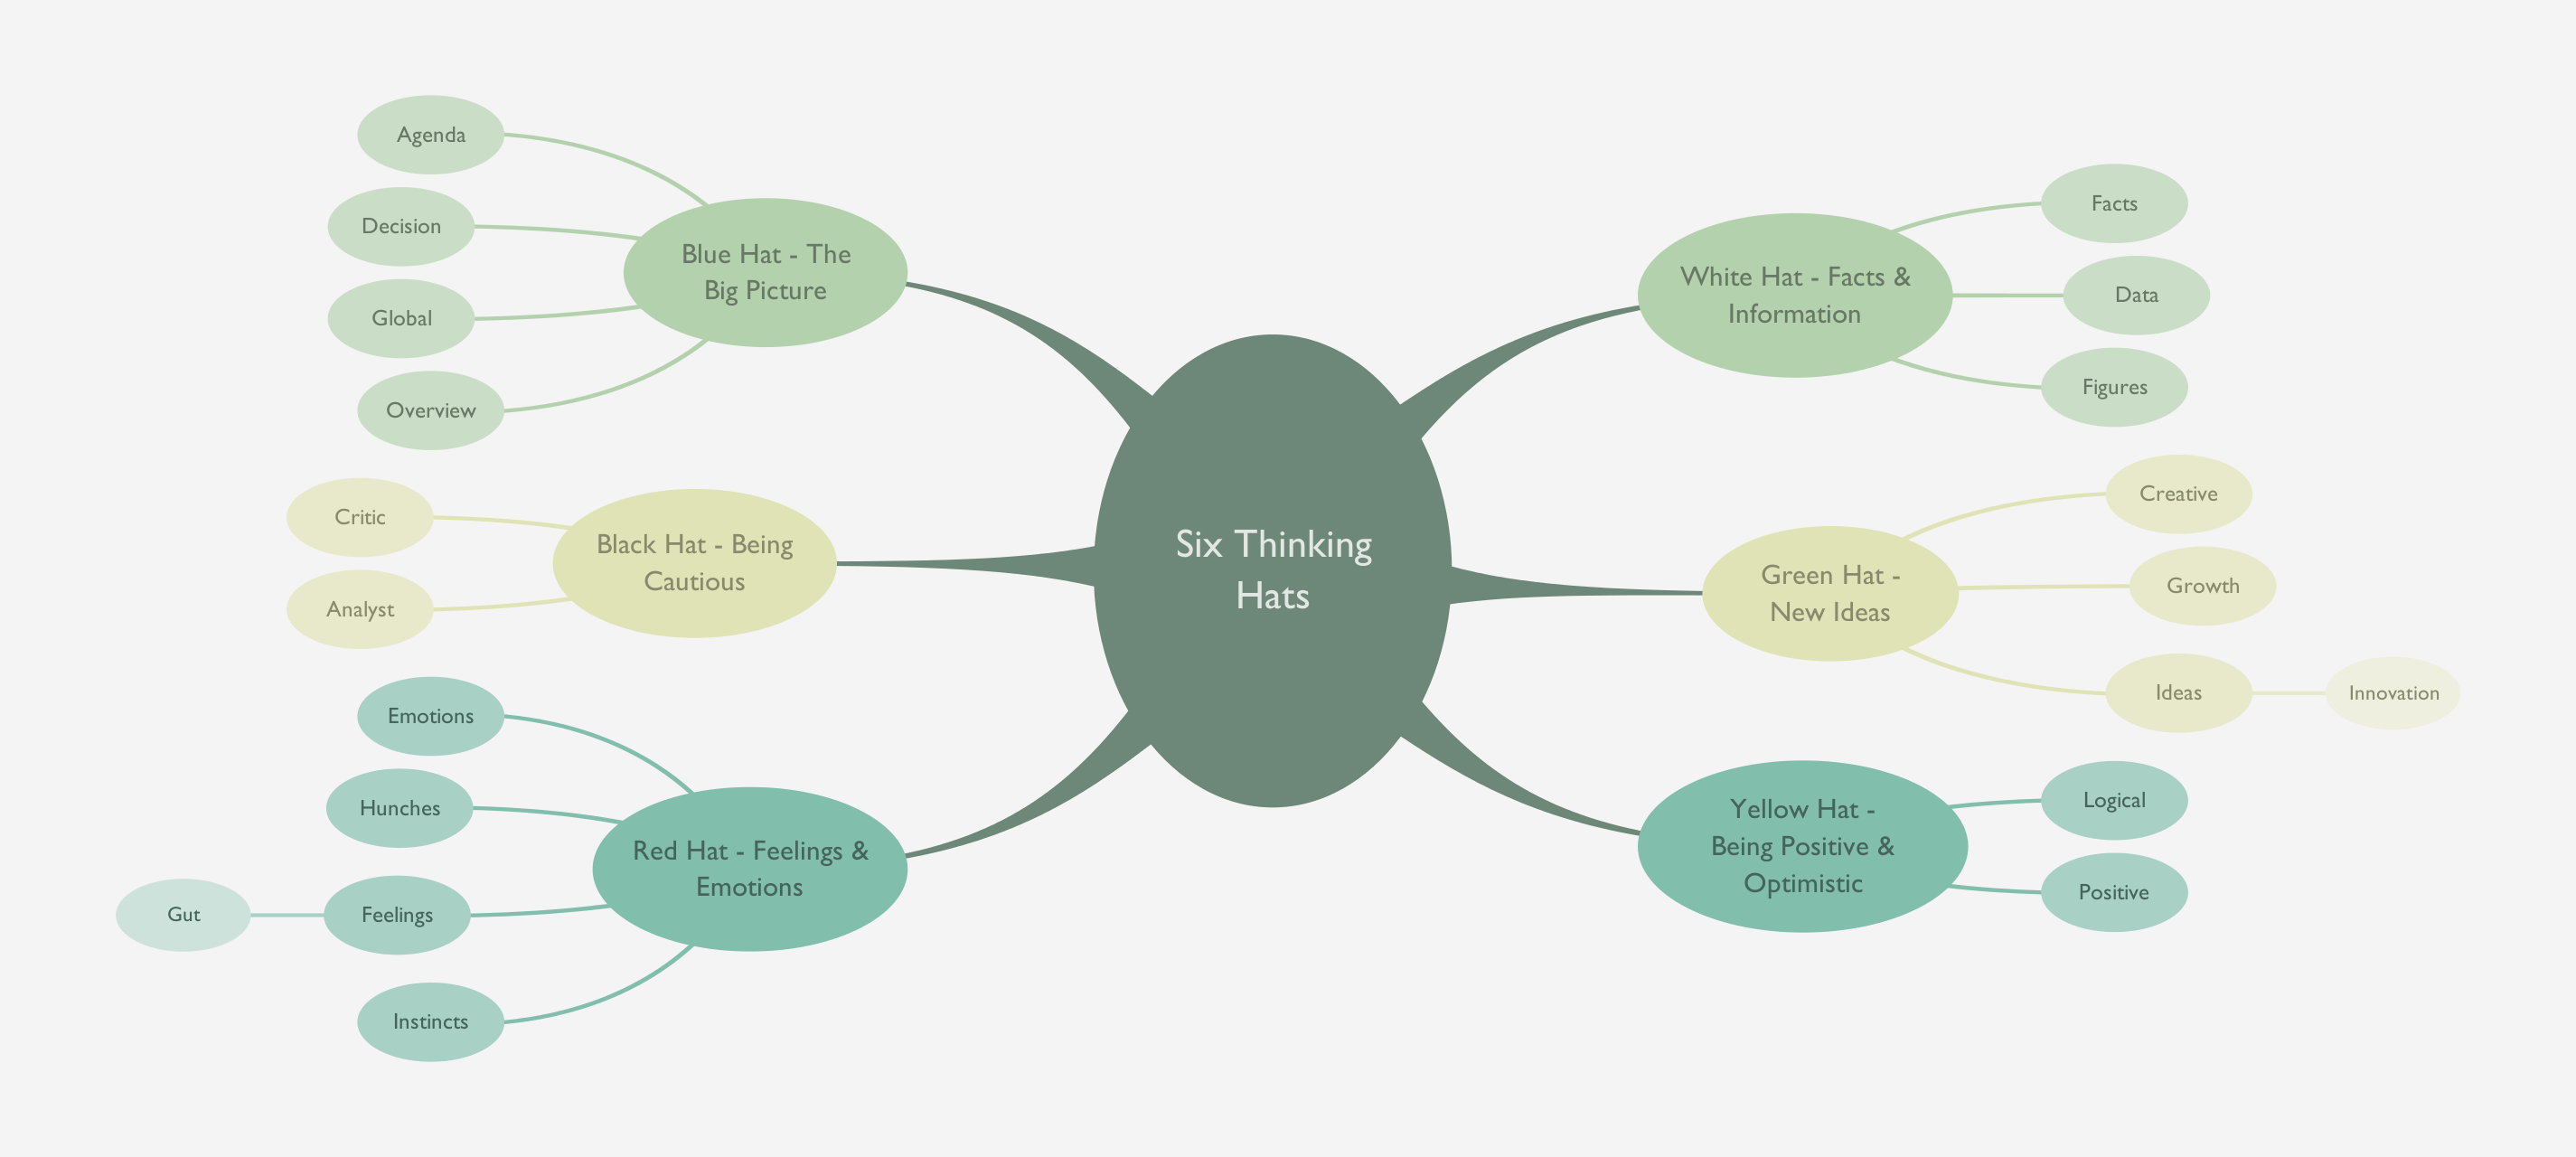 Six Thinking
Hats
Blue Hat - The
Big Picture
Agenda
Decision
Global
Overview
Black Hat - Being
Cautious
Critic
Analyst
Red Hat - Feelings &
Emotions
Emotions
Hunches
Feelings
Gut
Instincts
White Hat - Facts &
Information
Facts
Data
Figures
Green Hat -
New Ideas
Creative
Growth
Ideas
Innovation
Yellow Hat -
Being Positive &
Optimistic
Logical
Positive